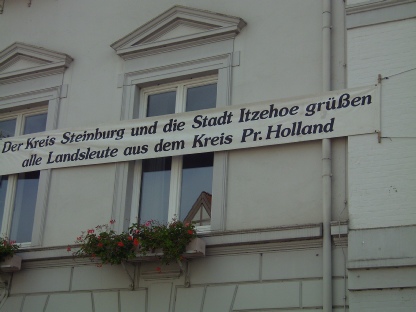 Der Kreis Steinburg und die Stadt Itzehoe grüßen
alle Landsleute aus dem Kreis Pr. Holland